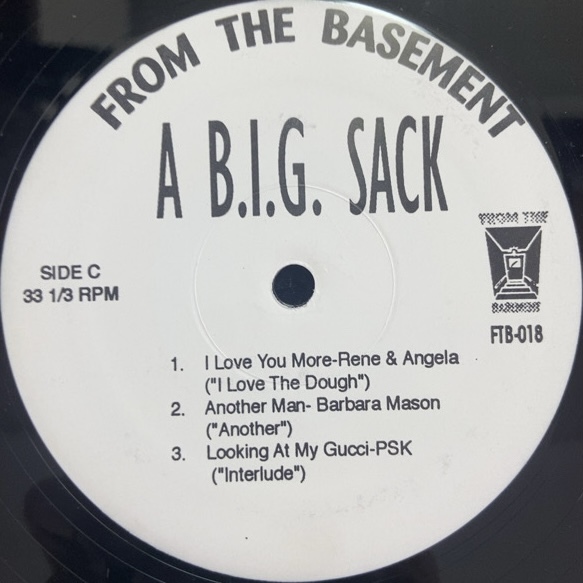 FROM THE BASEMENT
A B.I.G. SACK
FROM THE
BASEMENT
FTB-018
SIDE C
33 1/3 RPM
1. I Love You More-Rene & Angela
("I Love The Dough")
2. Another Man- Barbara Mason
("Another")
3. Looking At My Gucci-PSK
("Interlude")